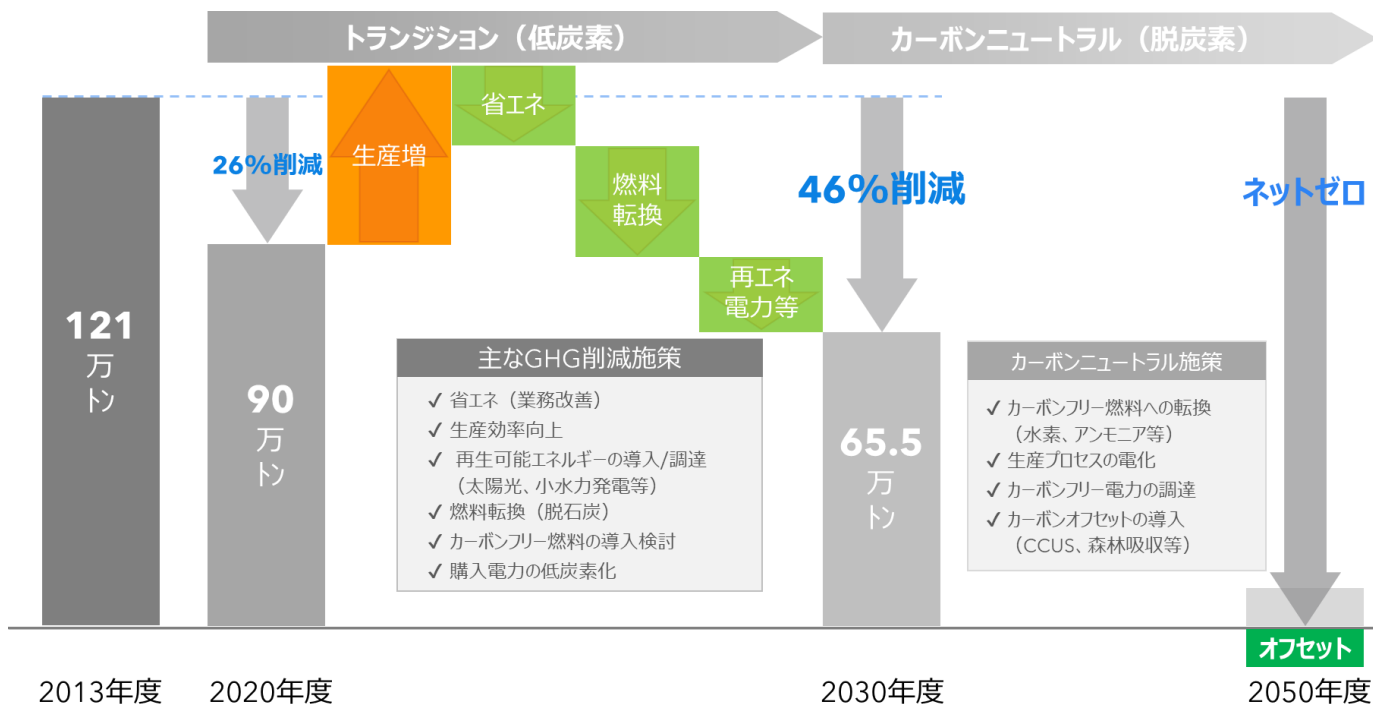 トランジション（低炭素）
カーボンニュートラル（脱炭素）
26%削減
生産増
省エネ
燃料
転換
再エネ
電力等
46%削減
ネットゼロ
121
万
トン
90
万
トン
65.5
万
トン
主なGHG削減施策
✓ 省エネ（業務改善）
✓ 生産効率向上
✓ 再生可能エネルギーの導入/調達
（太陽光、小水力発電等）
✓ 燃料転換（脱石炭）
✓ カーボンフリー燃料の導入検討
✓ 購入電力の低炭素化
カーボンニュートラル施策
✓ カーボンフリー燃料への転換
（水素、アンモニア等）
✓ 生産プロセスの電化
✓ カーボンフリー電力の調達
✓ カーボンオフセットの導入
（CCUS、森林吸収等）
オフセット
2013年度
2020年度
2030年度
2050年度